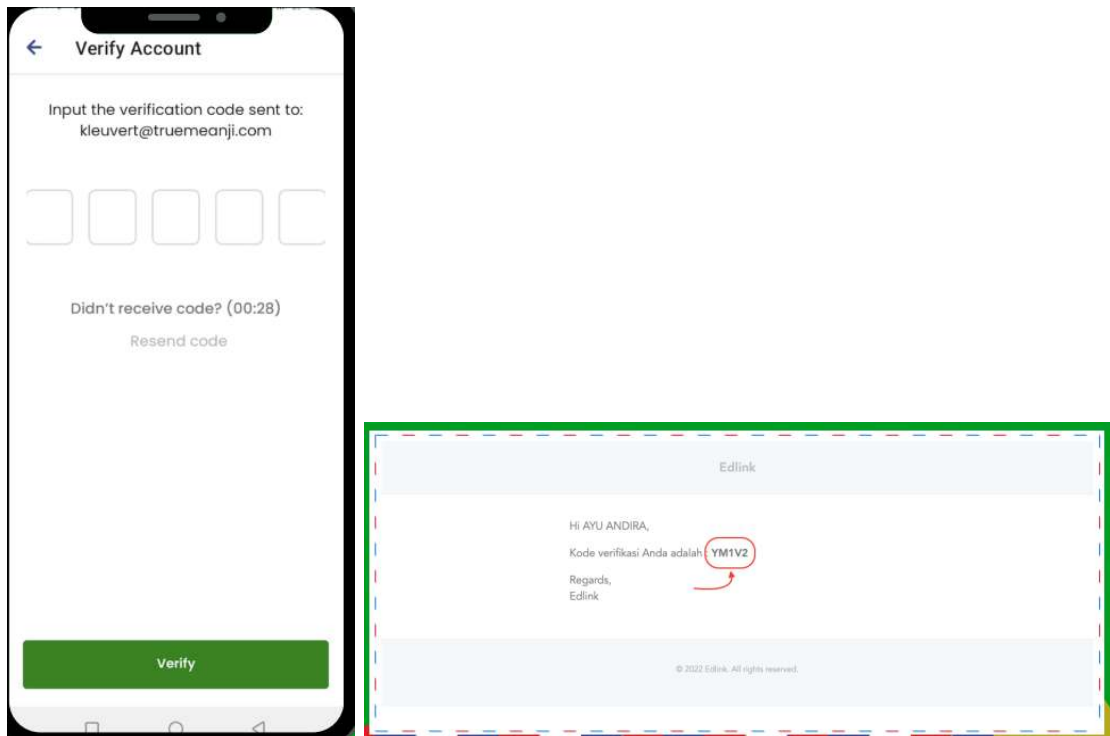 Verify Account
Input the verification code sent to:
kleuvert@truemeanji.com
Didn't receive code? (00:28)
Resend code
Verify
Edlink
Hi AYU ANDIRA,
Kode verifikasi Anda adalah : YM1V2
Regards,
Edlink
© 2022 Edlink. All rights reserved.